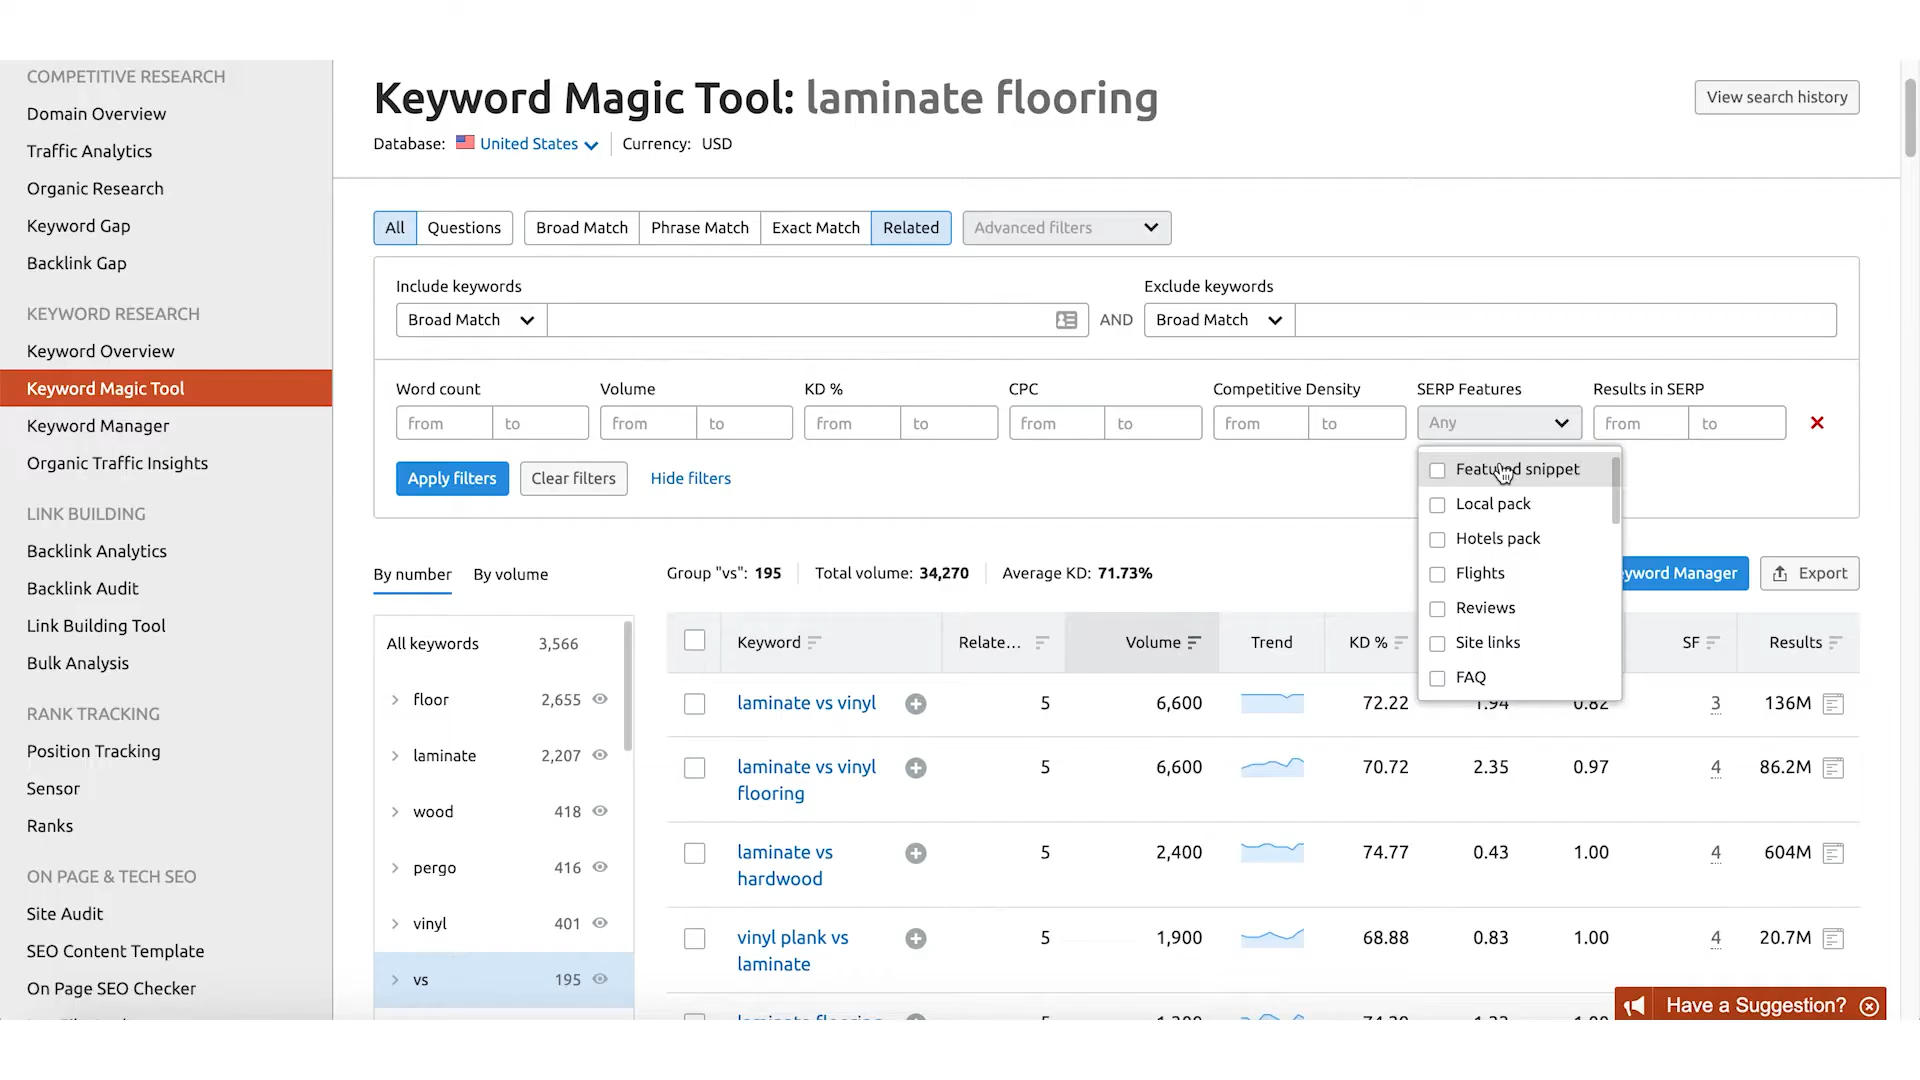 COMPETITIVE RESEARCH
Domain Overview
Traffic Analytics
Organic Research
Keyword Gap
Backlink Gap
KEYWORD RESEARCH
Keyword Overview
Keyword Magic Tool
Keyword Manager
Organic Traffic Insights
LINK BUILDING
Backlink Analytics
Backlink Audit
Link Building Tool
Bulk Analysis
RANK TRACKING
Position Tracking
Sensor
Ranks
ON PAGE & TECH SEO
Site Audit
SEO Content Template
On Page SEO Checker
Keyword Magic Tool: laminate flooring
View search history
Database: United States Currency: USD
All Questions Broad Match Phrase Match Exact Match Related Advanced filters
Include keywords Exclude keywords
Broad Match AND Broad Match
Word count Volume KD % CPC Competitive Density SERP Features Results in SERP
from to from to from to from to from to Any from to
Apply filters Clear filters Hide filters
Featured snippet
Local pack
Hotels pack
Flights
Reviews
Site links
FAQ
By number By volume
Group "vs": 195 Total volume: 34,270 Average KD: 71.73%
Manager Export
All keywords 3,566
floor 2,655
laminate 2,207
wood 418
pergo 416
vinyl 401
vs 195
Keyword Relate... Volume Trend KD % SF Results
laminate vs vinyl 5 6,600 72.22 1.94 0.82 3 136M
laminate vs vinyl flooring 5 6,600 70.72 2.35 0.97 4 86.2M
laminate vs hardwood 5 2,400 74.77 0.43 1.00 4 604M
vinyl plank vs laminate 5 1,900 68.88 0.83 1.00 4 20.7M
Have a Suggestion?